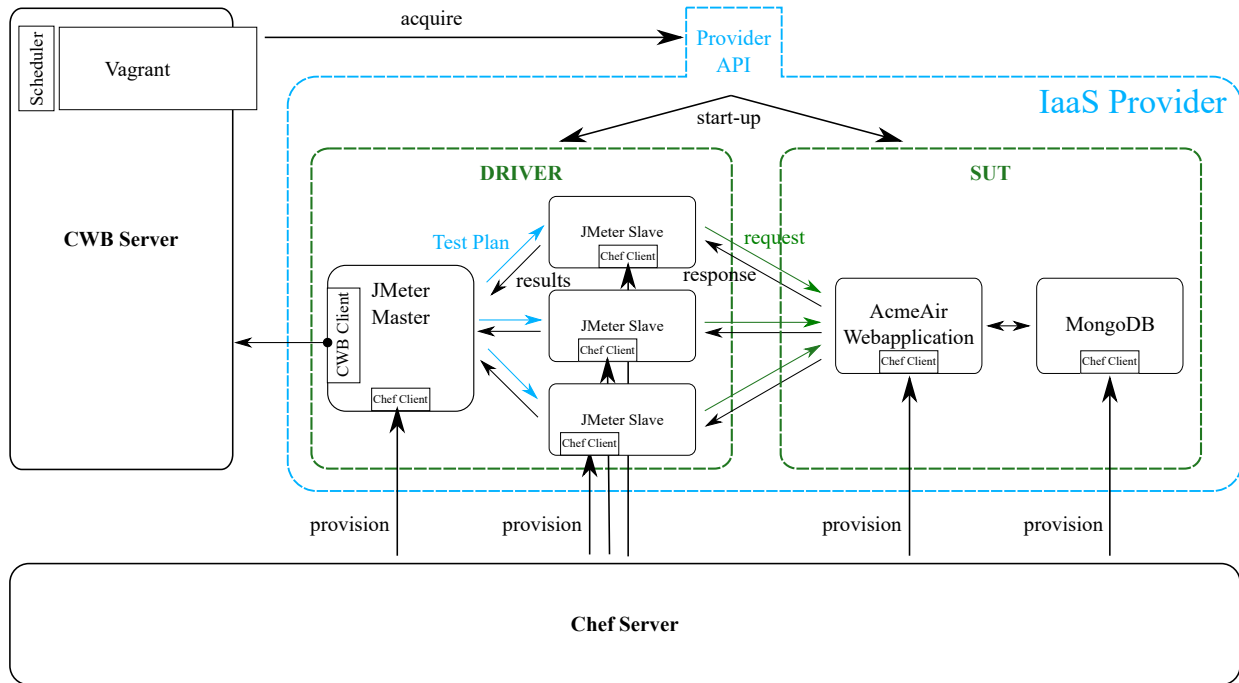 Scheduler
Vagrant
acquire
Provider
API
IaaS Provider
start-up
CWB Server
DRIVER
SUT
Test Plan
results
JMeter Slave
Chef Client
request
response
JMeter
Master
CWB Client
Chef Client
JMeter Slave
Chef Client
JMeter Slave
Chef Client
AcmeAir
Webapplication
Chef Client
MongoDB
Chef Client
provision
provision
provision
provision
Chef Server